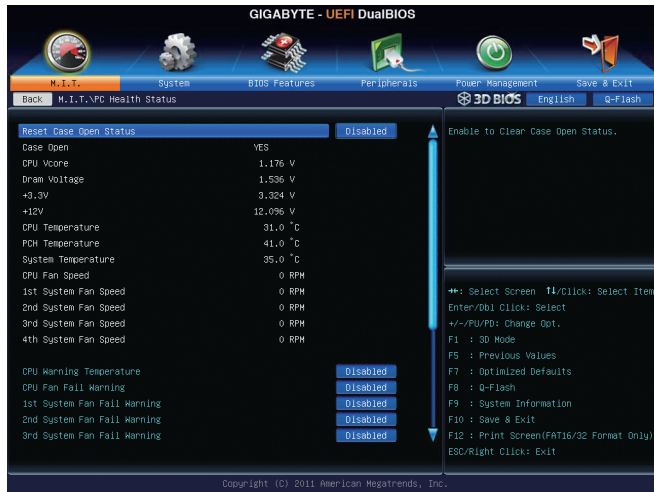 GIGABYTE - UEFI DualBIOS
M.I.T. System BIOS Features Peripherals Power Management Save & Exit
Back M.I.T.\PC Health Status 3D BIOS English Q-Flash
Reset Case Open Status Disabled
Case Open YES
CPU Vcore 1.176 V
Dram Voltage 1.536 V
+3.3V 3.324 V
+12V 12.096 V
CPU Temperature 31.0 °C
PCH Temperature 41.0 °C
System Temperature 35.0 °C
CPU Fan Speed 0 RPM
1st System Fan Speed 0 RPM
2nd System Fan Speed 0 RPM
3rd System Fan Speed 0 RPM
4th System Fan Speed 0 RPM
CPU Warning Temperature Disabled
CPU Fan Fail Warning Disabled
1st System Fan Fail Warning Disabled
2nd System Fan Fail Warning Disabled
3rd System Fan Fail Warning Disabled
Enable to Clear Case Open Status.
→←: Select Screen ↑↓/Click: Select Item
Enter/Dbl Click: Select
+/-/PU/PD: Change Opt.
F1 : 3D Mode
F5 : Previous Values
F7 : Optimized Defaults
F8 : Q-Flash
F9 : System Information
F10 : Save & Exit
F12 : Print Screen(FAT16/32 Format Only)
ESC/Right Click: Exit
Copyright (C) 2011 American Megatrends, Inc.